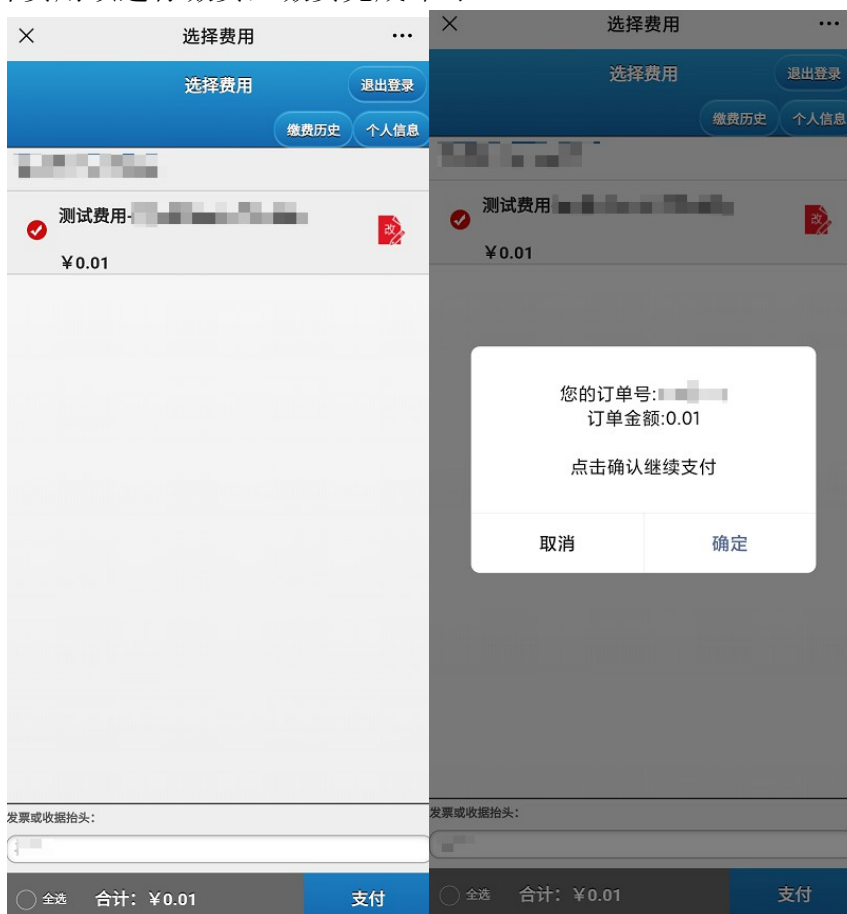 选择费用
选择费用
退出登录
缴费历史
个人信息
测试费用-
改
￥0.01
发票或收据抬头：
全选
合计：￥0.01
支付
选择费用
选择费用
退出登录
缴费历史
个人信息
测试费用
改
￥0.01
您的订单号:
订单金额:0.01
点击确认继续支付
取消
确定
发票或收据抬头：
全选
合计：￥0.01
支付